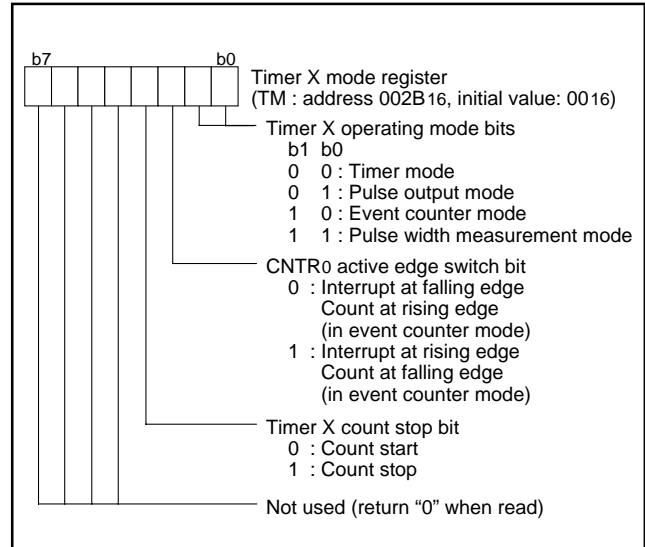 b7 b0
Timer X mode register
(TM : address 002B16, initial value: 0016)
Timer X operating mode bits
b1 b0
0 0 : Timer mode
0 1 : Pulse output mode
1 0 : Event counter mode
1 1 : Pulse width measurement mode
CNTR0 active edge switch bit
0 : Interrupt at falling edge
Count at rising edge
(in event counter mode)
1 : Interrupt at rising edge
Count at falling edge
(in event counter mode)
Timer X count stop bit
0 : Count start
1 : Count stop
Not used (return “0” when read)